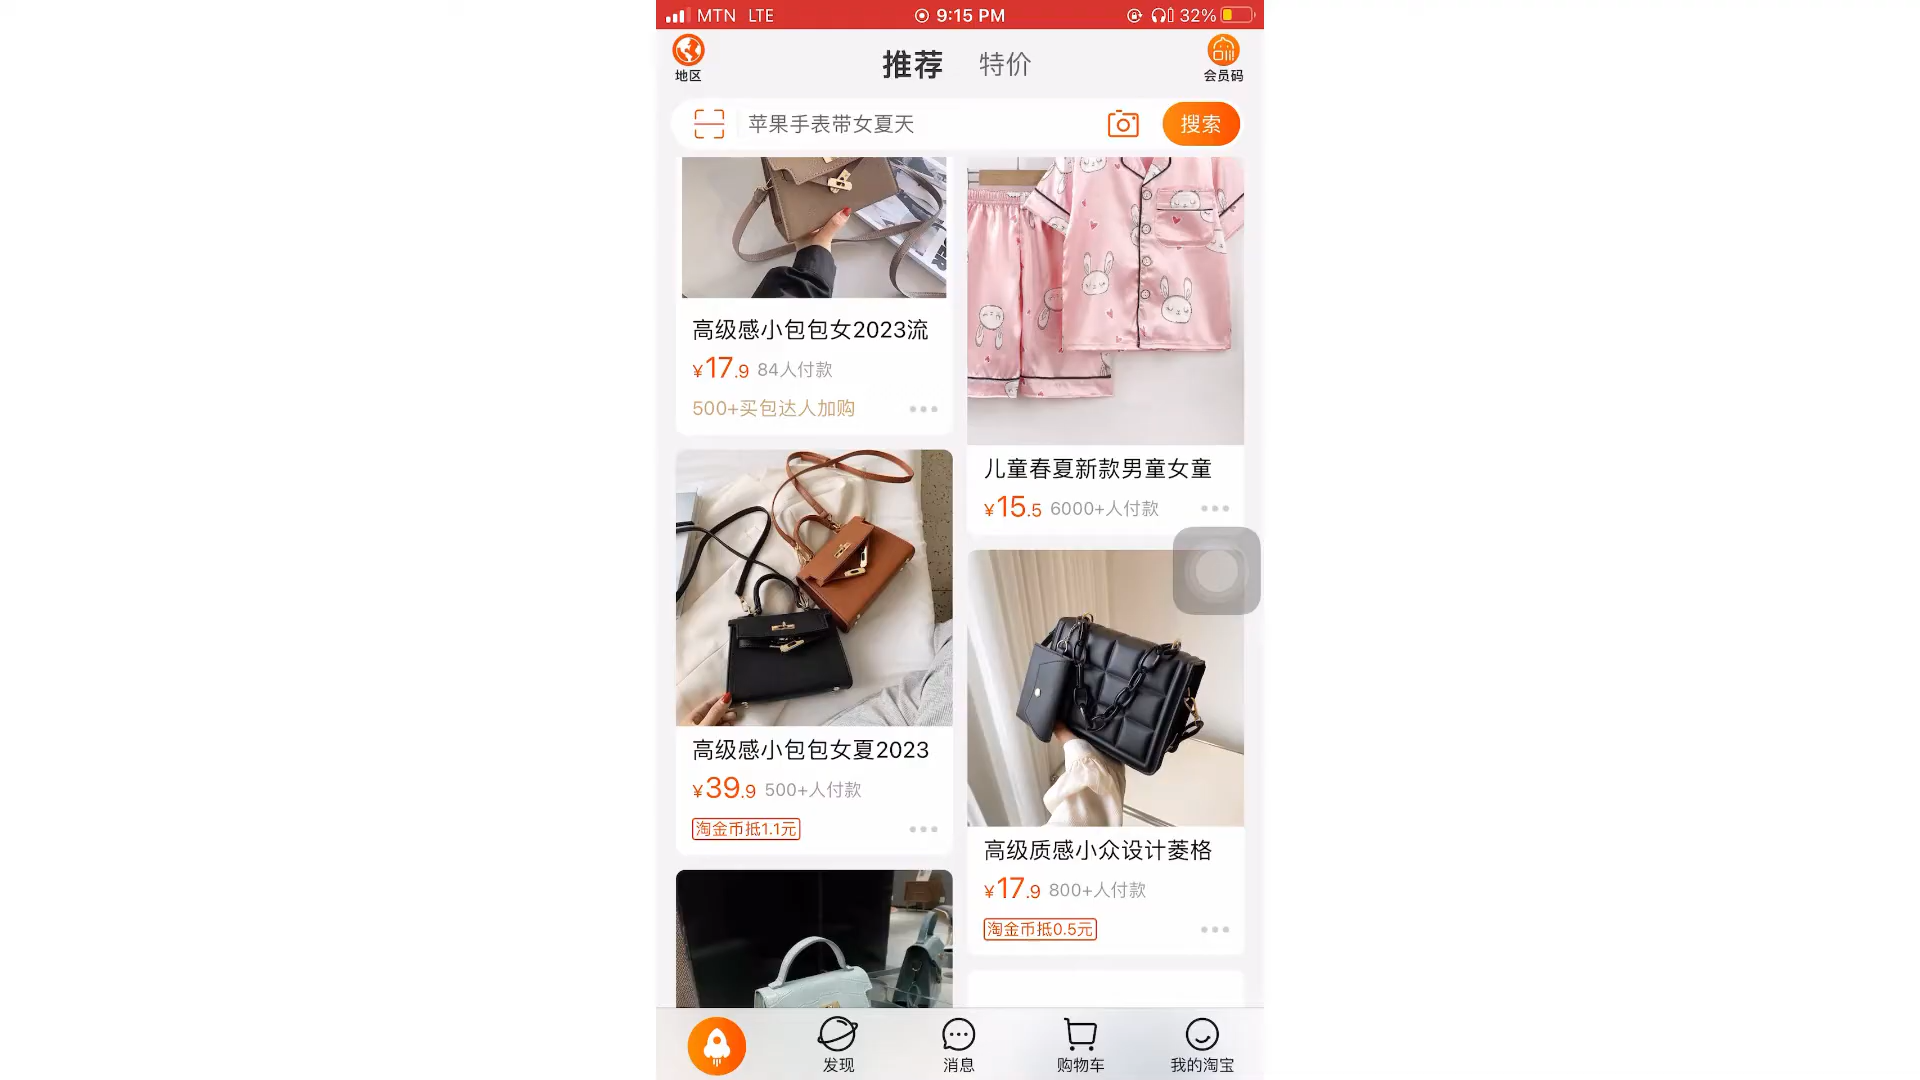 MTN LTE 9:15 PM 32%
地区
推荐 特价
会员码
苹果手表带女夏天 搜索
高级感小包包女2023流
¥17.9 84人付款
500+买包达人加购
儿童春夏新款男童女童
¥15.5 6000+人付款
高级感小包包女夏2023
¥39.9 500+人付款
淘金币抵1.1元
高级质感小众设计菱格
¥17.9 800+人付款
淘金币抵0.5元
发现 消息 购物车 我的淘宝